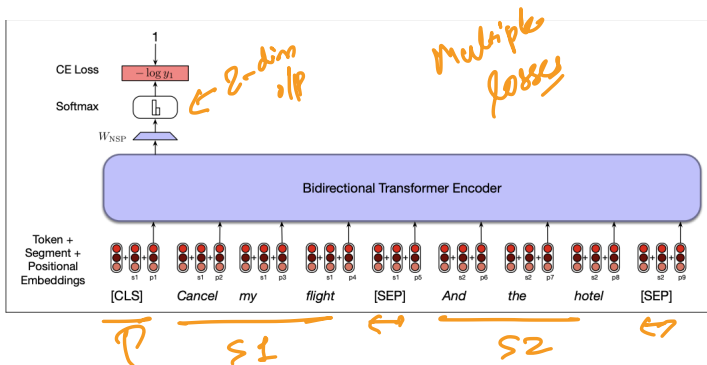 1
CE Loss
− log y1
2-dim
o/p
Multiple
losses
Softmax
WNSP
Bidirectional Transformer Encoder
Token +
Segment +
Positional
Embeddings
+ + + + + + + + + + + + + + + + + +
s1 p1 s1 p2 s1 p3 s1 p4 s1 p5 s2 p6 s2 p7 s2 p8 s2 p9
[CLS] Cancel my flight [SEP] And the hotel [SEP]
S1 S2